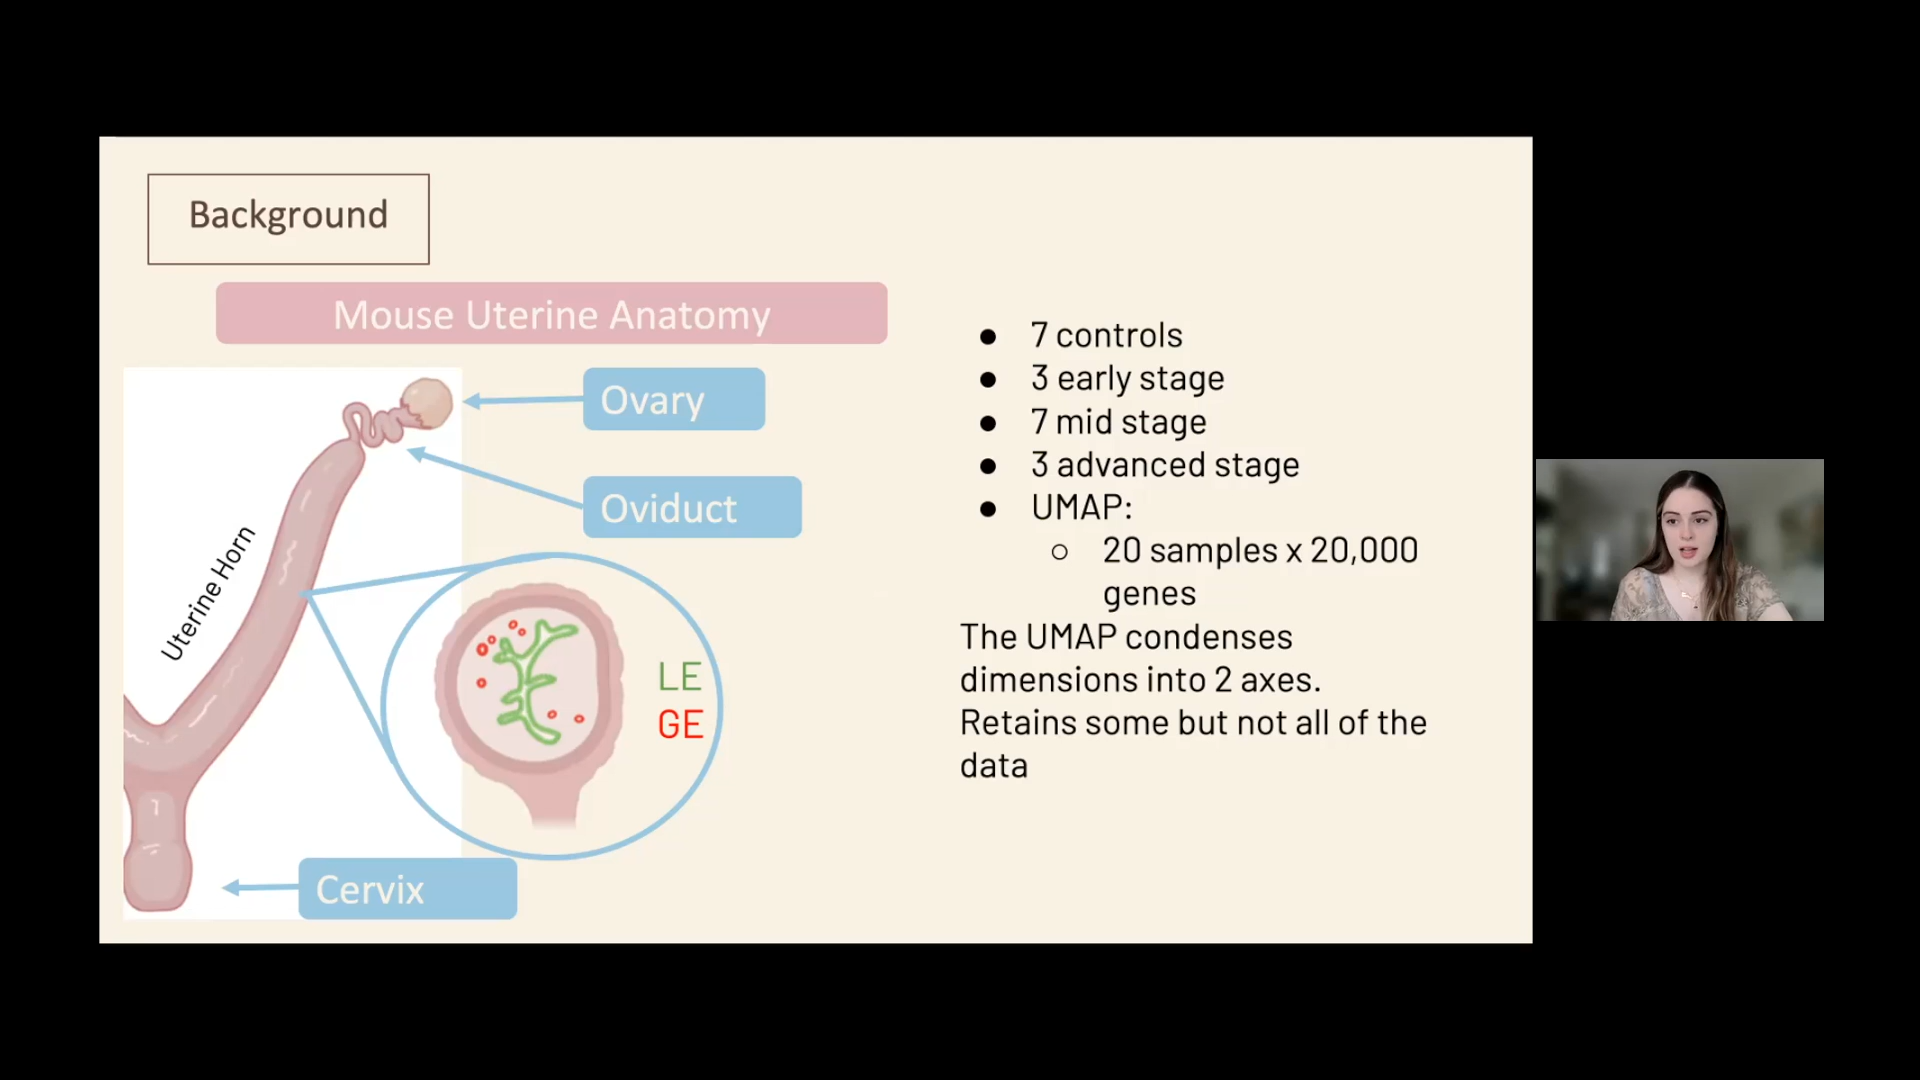 Background
Mouse Uterine Anatomy
Ovary
Oviduct
Uterine Horn
LE
GE
Cervix
● 7 controls
● 3 early stage
● 7 mid stage
● 3 advanced stage
● UMAP:
○ 20 samples x 20,000
genes
The UMAP condenses
dimensions into 2 axes.
Retains some but not all of the
data